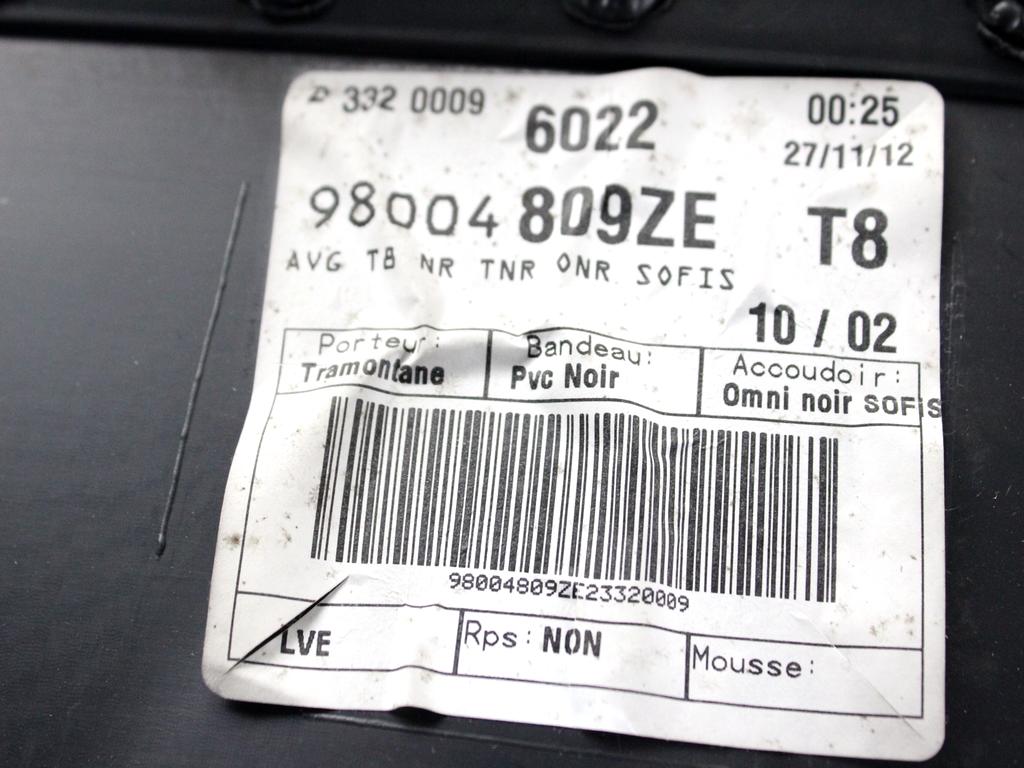 332 0009 6022 00:25
27/11/12
98004 809ZE T8
AVG T8 NR TNR ONR SOFIS
10 / 02
Porteur: Bandeau: Accoudoir:
Tramontane Pvc Noir Omni noir SOFIS
98004809ZE23320009
LVE Rps: NON Mousse: